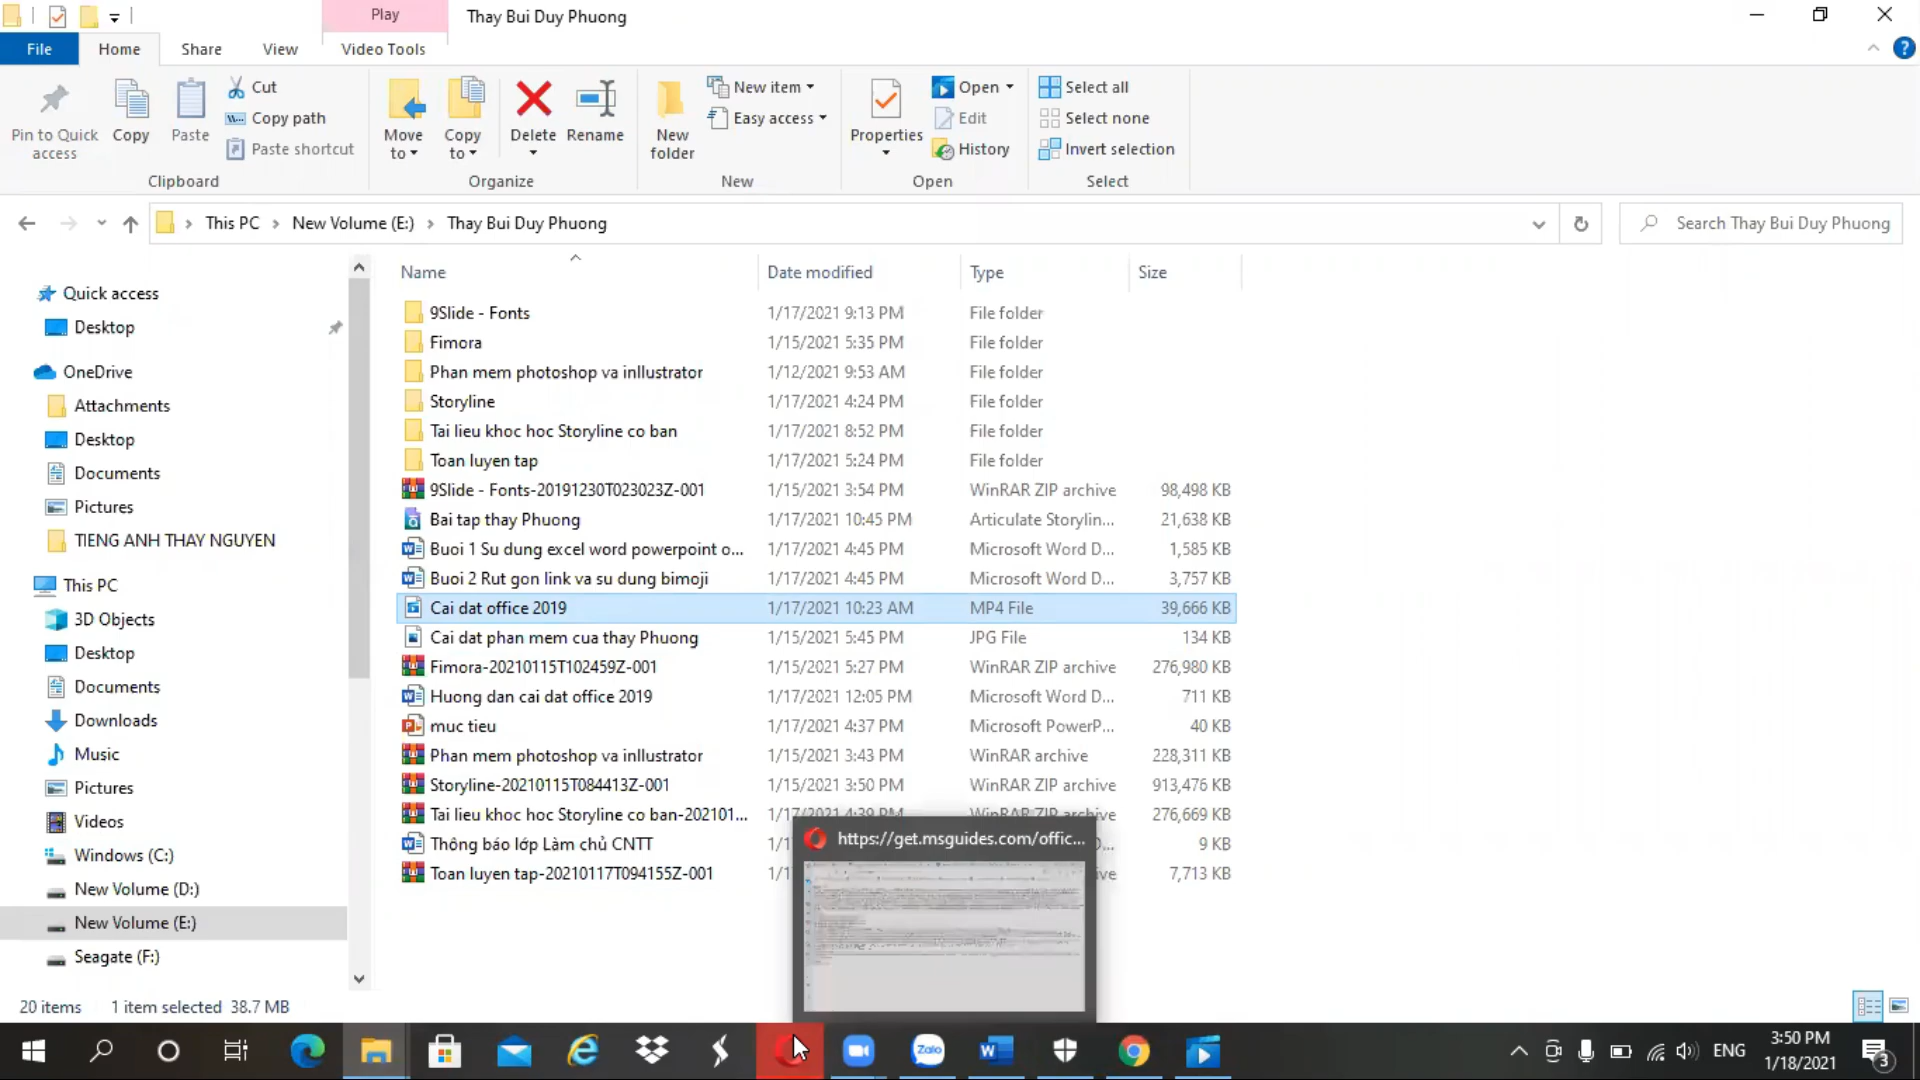 Play
Thay Bui Duy Phuong
File
Home
Share
View
Video Tools
Pin to Quick access
Copy
Paste
Cut
Copy path
Paste shortcut
Clipboard
Move to
Copy to
Delete
Rename
Organize
New folder
New item
Easy access
New
Properties
Open
Edit
History
Open
Select all
Select none
Invert selection
Select
This PC
New Volume (E:)
Thay Bui Duy Phuong
Search Thay Bui Duy Phuong
Quick access
Desktop
OneDrive
Attachments
Desktop
Documents
Pictures
TIENG ANH THAY NGUYEN
This PC
3D Objects
Desktop
Documents
Downloads
Music
Pictures
Videos
Windows (C:)
New Volume (D:)
New Volume (E:)
Seagate (F:)
Name Date modified Type Size
9Slide - Fonts 1/17/2021 9:13 PM File folder
Fimora 1/15/2021 5:35 PM File folder
Phan mem photoshop va inllustrator 1/12/2021 9:53 AM File folder
Storyline 1/17/2021 4:24 PM File folder
Tai lieu khoc hoc Storyline co ban 1/17/2021 8:52 PM File folder
Toan luyen tap 1/17/2021 5:24 PM File folder
9Slide - Fonts-20191230T023023Z-001 1/15/2021 3:54 PM WinRAR ZIP archive 98,498 KB
Bai tap thay Phuong 1/17/2021 10:45 PM Articulate Storylin... 21,638 KB
Buoi 1 Su dung excel word powerpoint o... 1/17/2021 4:45 PM Microsoft Word D... 1,585 KB
Buoi 2 Rut gon link va su dung bimoji 1/17/2021 4:45 PM Microsoft Word D... 3,757 KB
Cai dat office 2019 1/17/2021 10:23 AM MP4 File 39,666 KB
Cai dat phan mem cua thay Phuong 1/15/2021 5:45 PM JPG File 134 KB
Fimora-20210115T102459Z-001 1/15/2021 5:27 PM WinRAR ZIP archive 276,980 KB
Huong dan cai dat office 2019 1/17/2021 12:05 PM Microsoft Word D... 711 KB
muc tieu 1/17/2021 4:37 PM Microsoft PowerP... 40 KB
Phan mem photoshop va inllustrator 1/15/2021 3:43 PM WinRAR archive 228,311 KB
Storyline-20210115T084413Z-001 1/15/2021 3:50 PM WinRAR ZIP archive 913,476 KB
Tai lieu khoc hoc Storyline co ban-202101... 1/17/2021 4:39 PM WinRAR ZIP archive 276,669 KB
Thông báo lớp Làm chủ CNTT 9 KB
Toan luyen tap-20210117T094155Z-001 7,713 KB
https://get.msguides.com/offic...
20 items 1 item selected 38.7 MB
Zalo
ENG
3:50 PM
1/18/2021
3